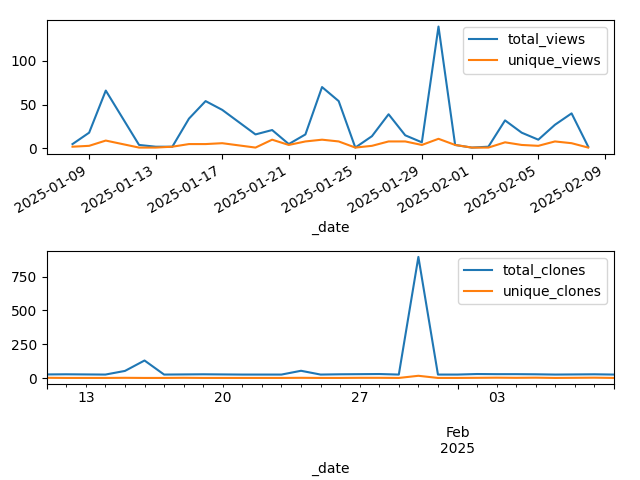 total_views
unique_views
100
50
0
2025-01-09
2025-01-13
2025-01-17
2025-01-21
2025-01-25
2025-01-29
2025-02-01
2025-02-05
2025-02-09
_date
total_clones
unique_clones
750
500
250
0
13 20 27 03
Feb
2025
_date